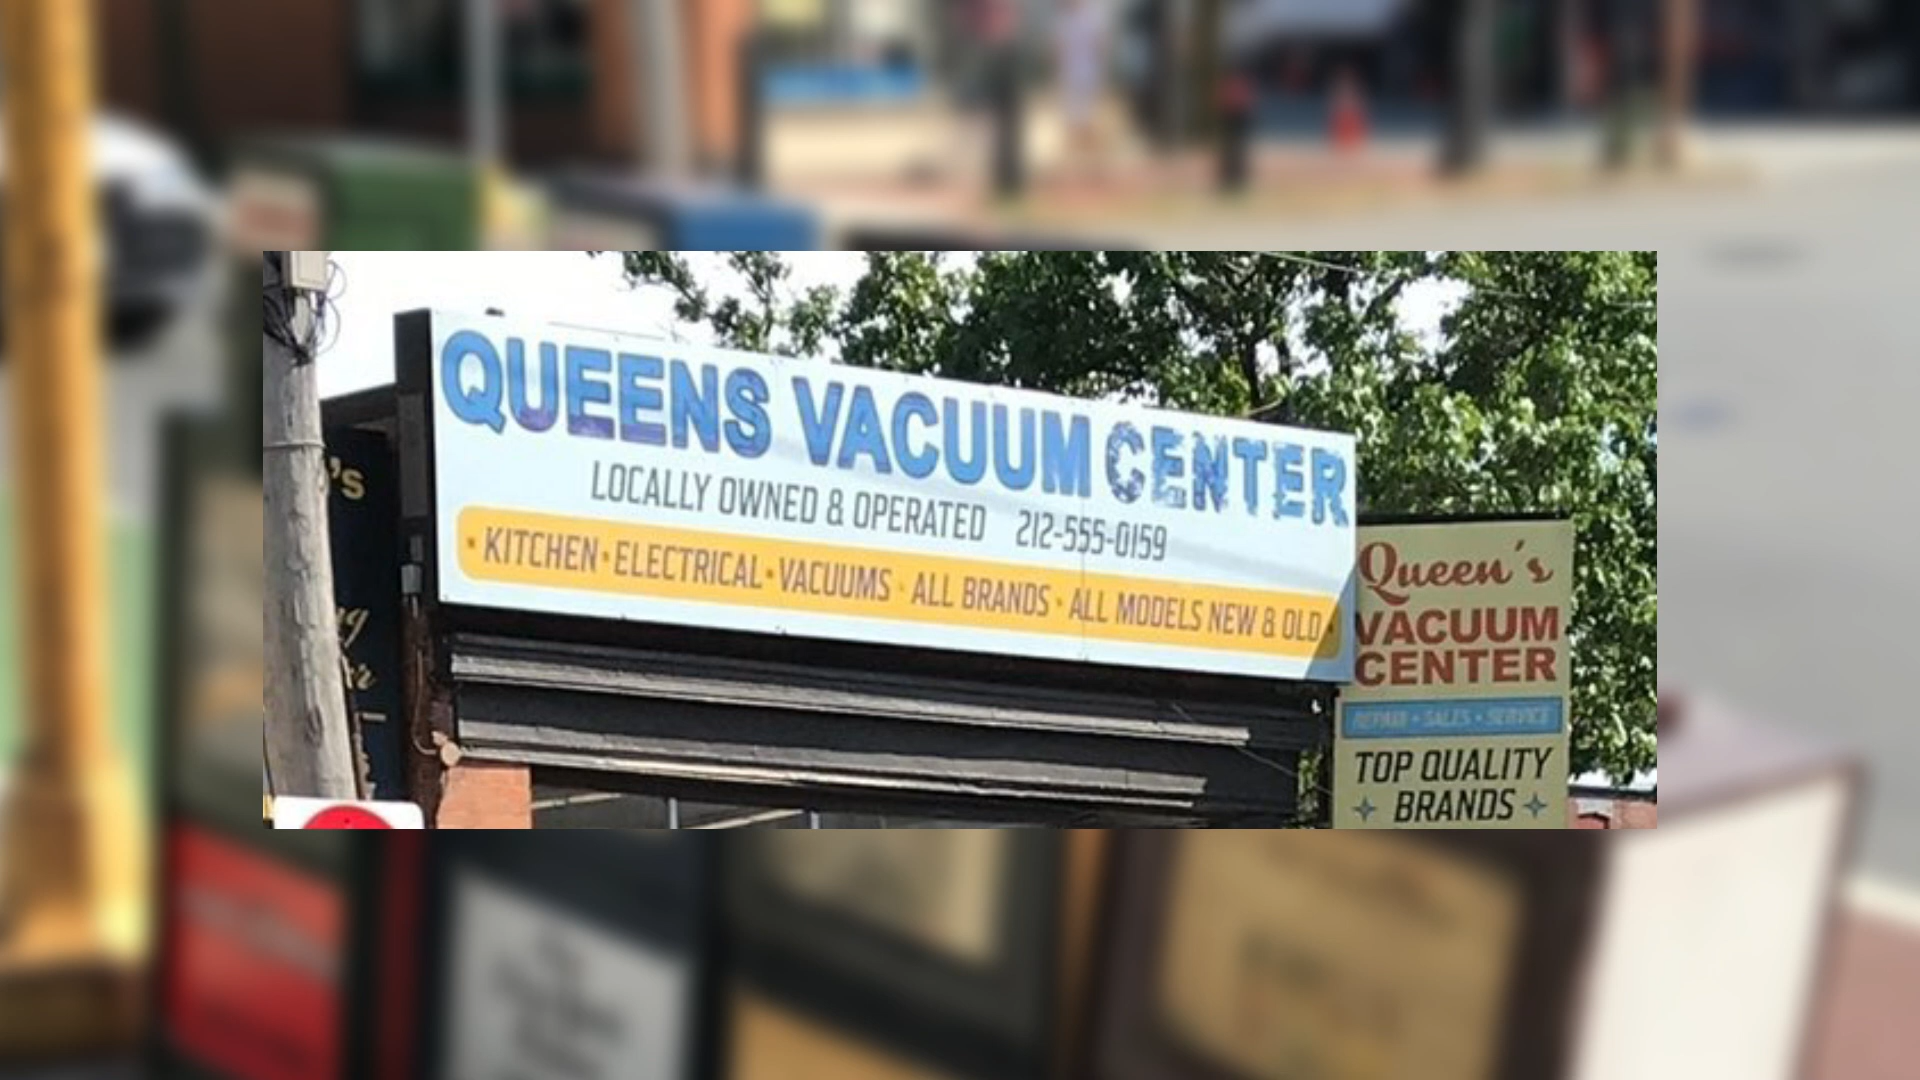 QUEENS VACUUM CENTER
LOCALLY OWNED & OPERATED 212-555-0159
· KITCHEN · ELECTRICAL · VACUUMS · ALL BRANDS · ALL MODELS NEW & OLD ·
Queen's
VACUUM
CENTER
REPAIR · SALES · SERVICE
TOP QUALITY
BRANDS
's